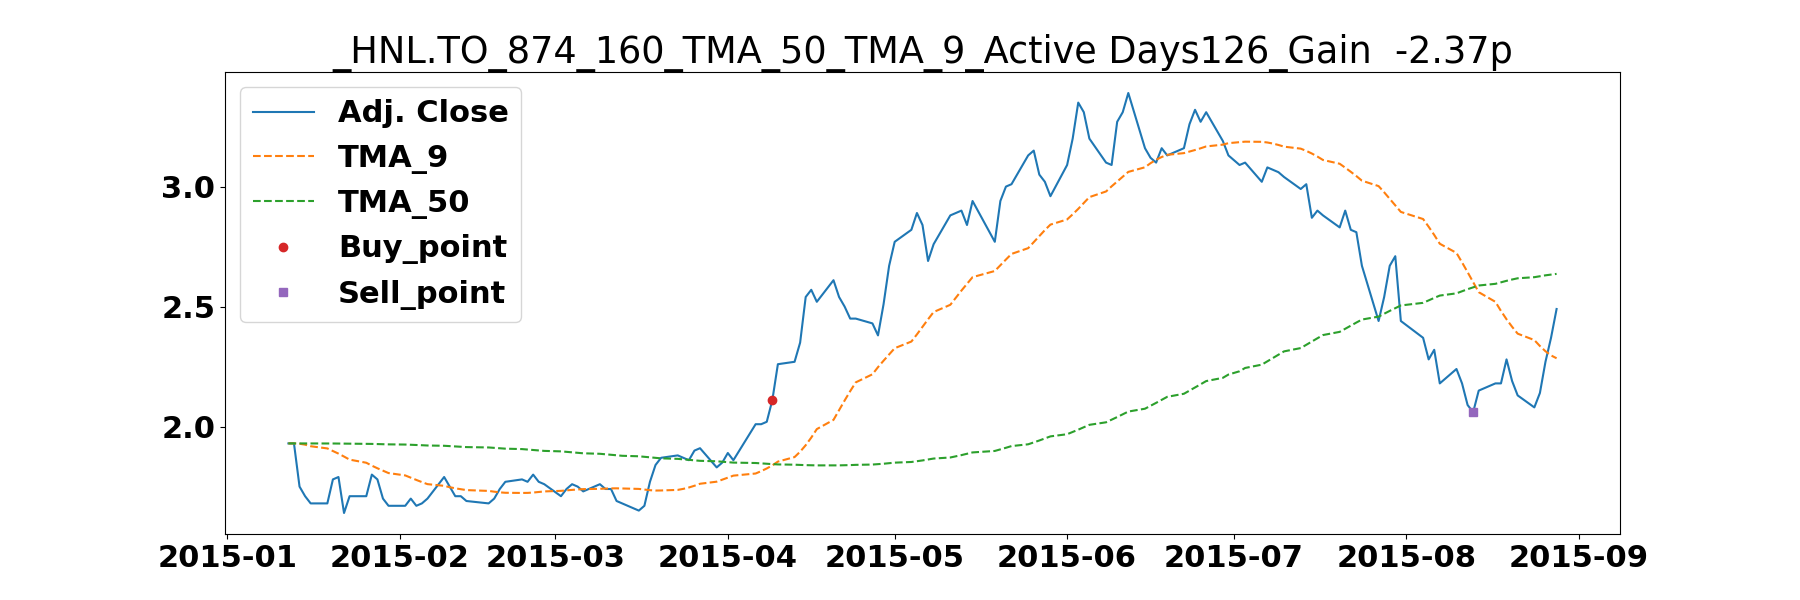 _HNL.TO_874_160_TMA_50_TMA_9_Active Days126_Gain  -2.37p
Adj. Close
TMA_9
TMA_50
Buy_point
Sell_point
3.0
2.5
2.0
2015-01 2015-02 2015-03 2015-04 2015-05 2015-06 2015-07 2015-08 2015-09